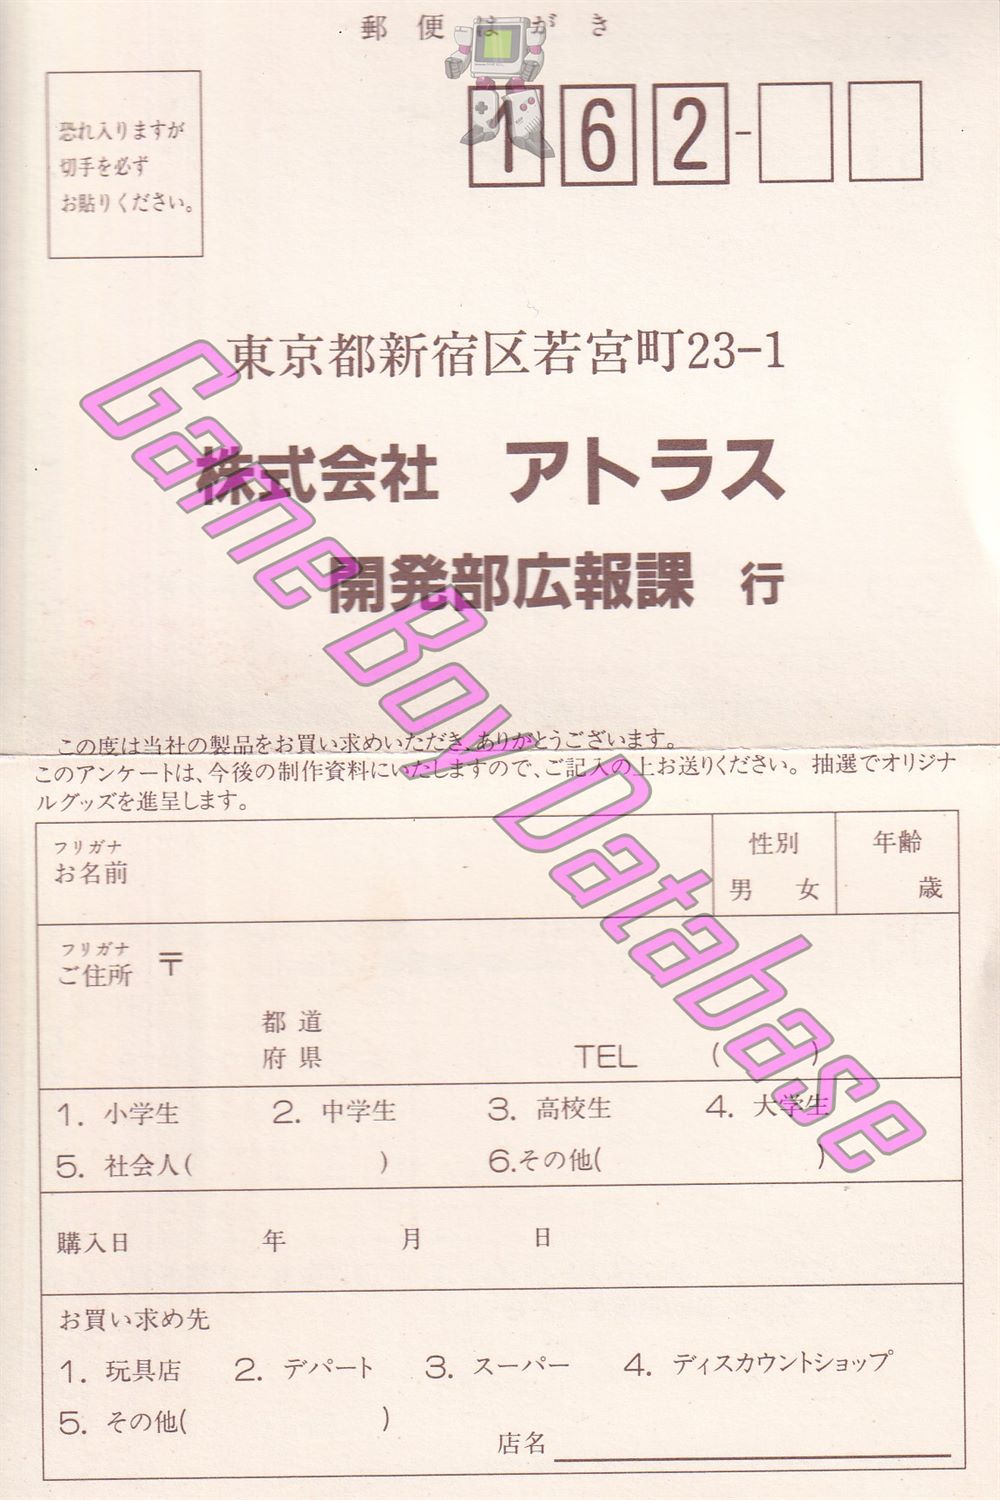 郵便はがき
恐れ入りますが
切手を必ず
お貼りください。
162-
東京都新宿区若宮町23-1
株式会社 アトラス
開発部広報課 行
Game Boy Database
この度は当社の製品をお買い求めいただき、ありがとうございます。
このアンケートは、今後の制作資料にいたしますので、ご記入の上お送りください。抽選でオリジナ
ルグッズを進呈します。
フリガナ
お名前
性別
男 女
年齢
歳
フリガナ
ご住所 〒
都 道
府 県 TEL ( )
1. 小学生 2. 中学生 3. 高校生 4. 大学生
5. 社会人( ) 6.その他( )
購入日 年 月 日
お買い求め先
1. 玩具店 2. デパート 3. スーパー 4. ディスカウントショップ
5. その他( )
店名